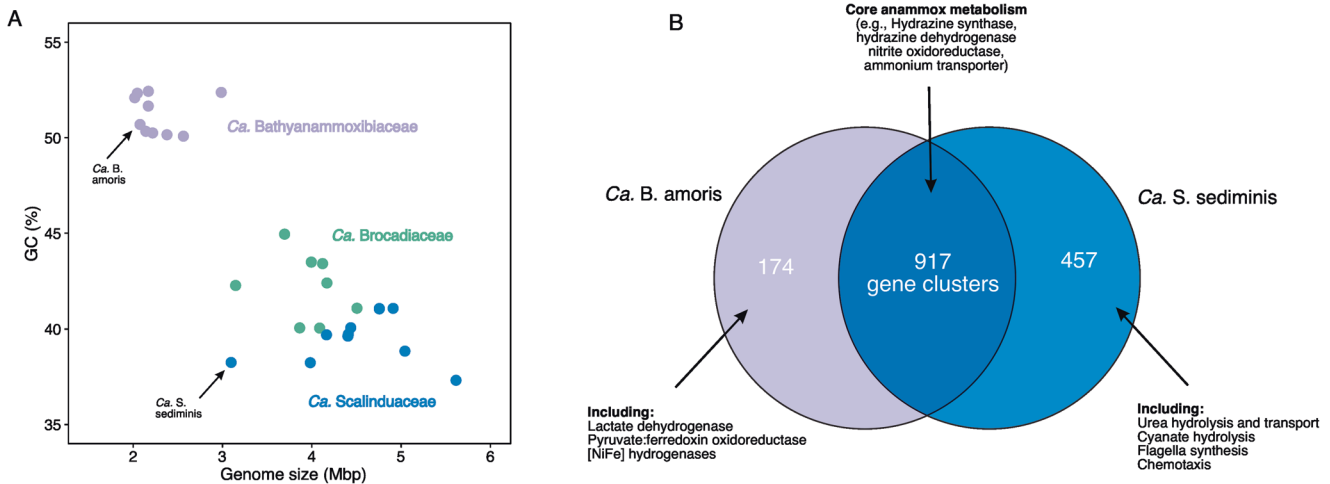 A
55
50
45
40
35
GC (%)
2
3
4
5
6
Genome size (Mbp)
Ca. Bathyanammoxibiaceae
Ca. B.
amoris
Ca. Brocadiaceae
Ca. S.
sediminis
Ca. Scalinduaceae
B
Core anammox metabolism
(e.g., Hydrazine synthase,
hydrazine dehydrogenase
nitrite oxidoreductase,
ammonium transporter)
Ca. B. amoris
Ca. S. sediminis
174
917
gene clusters
457
Including:
Lactate dehydrogenase
Pyruvate:ferredoxin oxidoreductase
[NiFe] hydrogenases
Including:
Urea hydrolysis and transport
Cyanate hydrolysis
Flagella synthesis
Chemotaxis